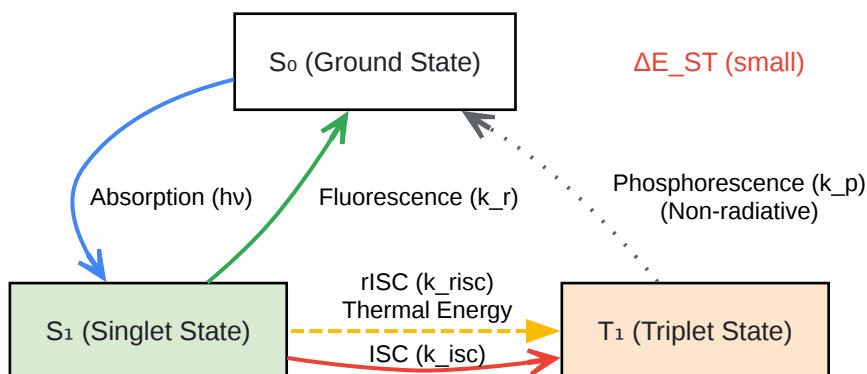 S₀ (Ground State)
ΔE_ST (small)
Absorption (hν)
Fluorescence (k_r)
Phosphorescence (k_p)
(Non-radiative)
rISC (k_risc)
Thermal Energy
S₁ (Singlet State)
T₁ (Triplet State)
ISC (k_isc)